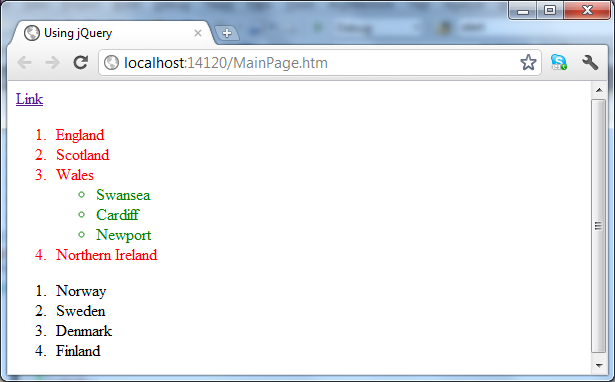 Using jQuery
localhost:14120/MainPage.htm
Link
1. England
2. Scotland
3. Wales
Swansea
Cardiff
Newport
4. Northern Ireland
1. Norway
2. Sweden
3. Denmark
4. Finland